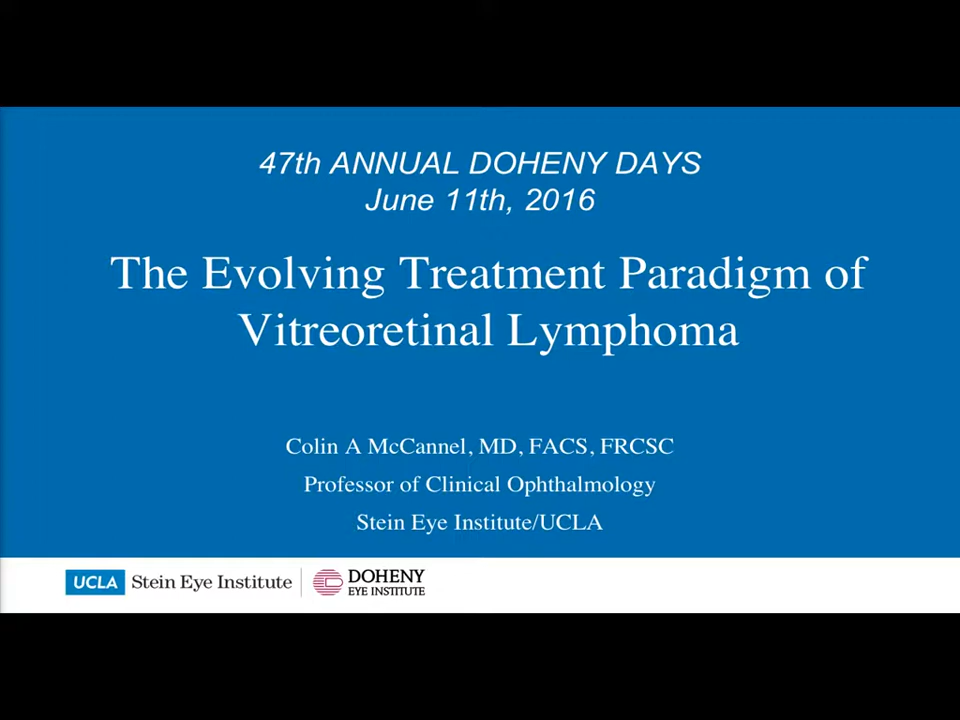 47th ANNUAL DOHENY DAYS
June 11th, 2016
The Evolving Treatment Paradigm of
Vitreoretinal Lymphoma
Colin A McCannel, MD, FACS, FRCSC
Professor of Clinical Ophthalmology
Stein Eye Institute/UCLA
UCLA Stein Eye Institute
DOHENY
EYE INSTITUTE